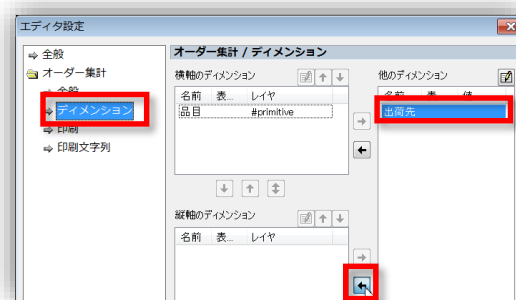 エディタ設定
全般
オーダー集計
全般
ディメンション
印刷
印刷文字列
オーダー集計 / ディメンション
横軸のディメンション
名前 表... レイヤ
品目 #primitive
縦軸のディメンション
名前 表... レイヤ
他のディメンション
名前 表... 値
出荷先